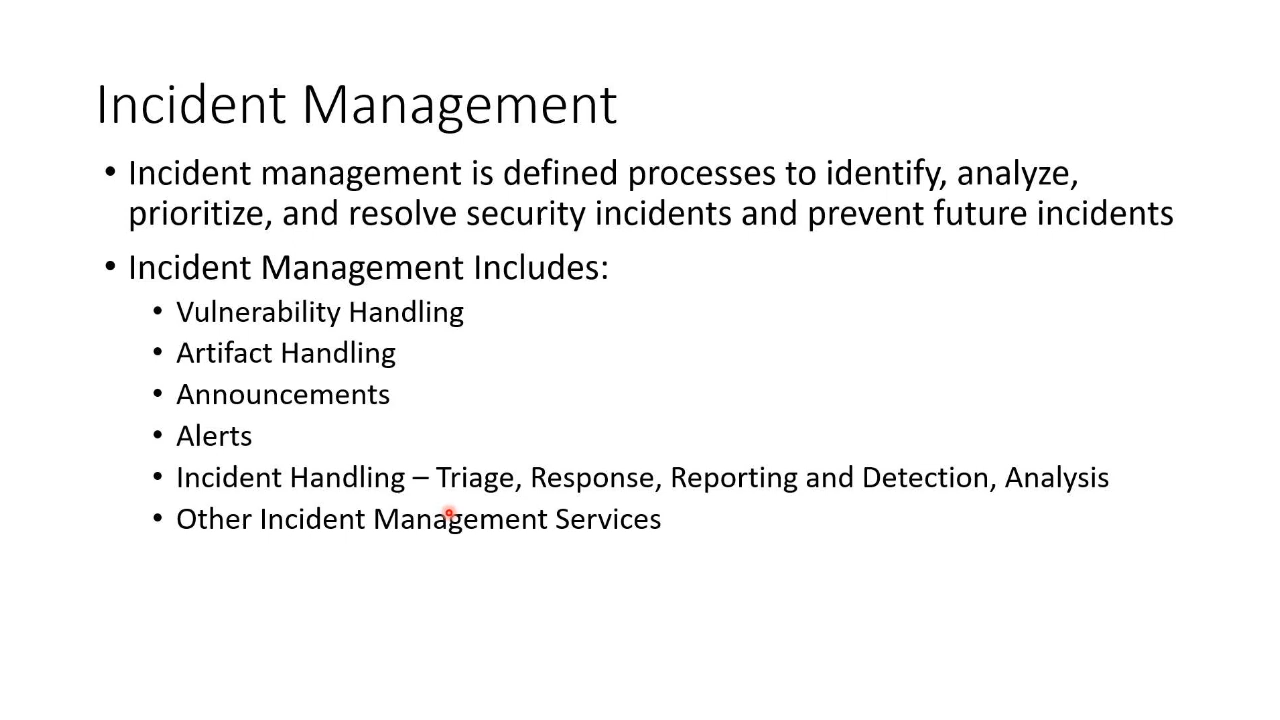 Incident Management
• Incident management is defined processes to identify, analyze,
prioritize, and resolve security incidents and prevent future incidents
• Incident Management Includes:
• Vulnerability Handling
• Artifact Handling
• Announcements
• Alerts
• Incident Handling – Triage, Response, Reporting and Detection, Analysis
• Other Incident Management Services